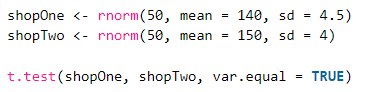 shopOne <- rnorm(50, mean = 140, sd = 4.5)
shopTwo <- rnorm(50, mean = 150, sd = 4)
t.test(shopOne, shopTwo, var.equal = TRUE)